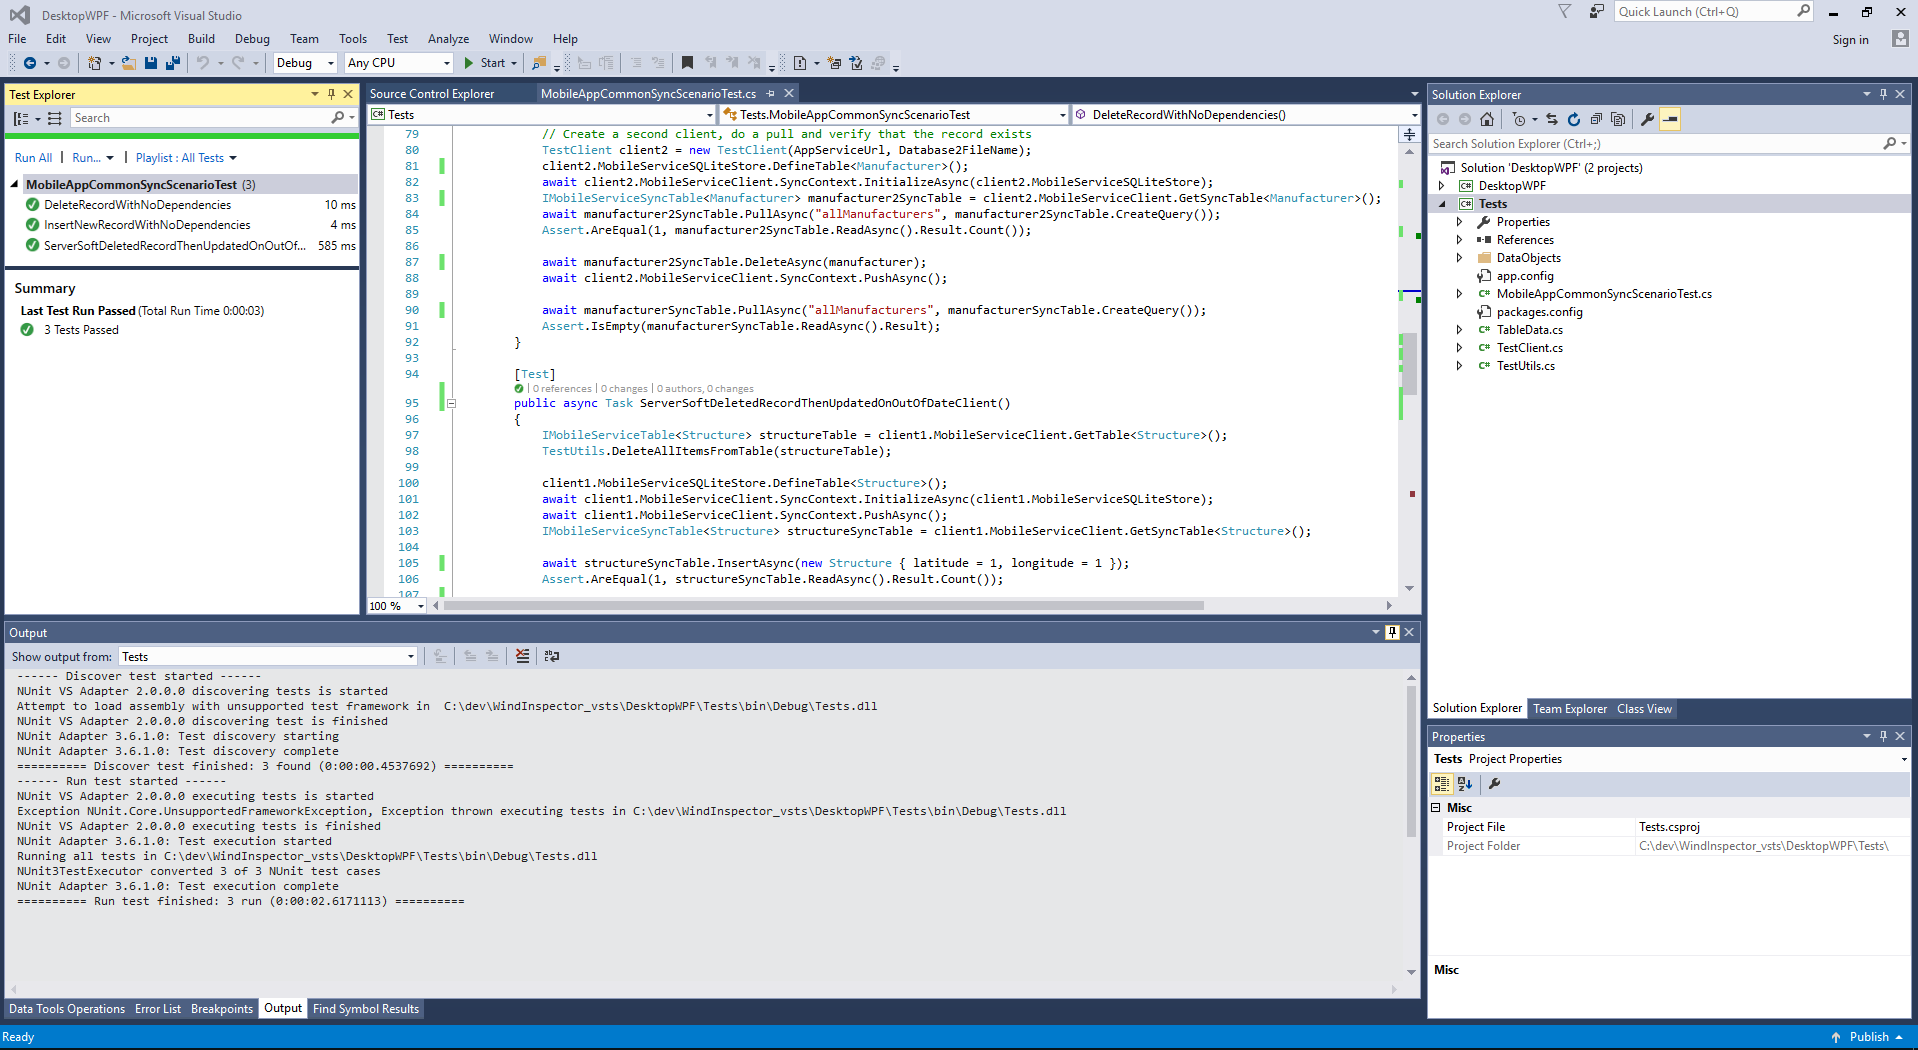 DesktopWPF - Microsoft Visual Studio
Quick Launch (Ctrl+Q)
File Edit View Project Build Debug Team Tools Test Analyze Window Help
Sign in
Debug Any CPU Start
Test Explorer
Search
Run All | Run... | Playlist : All Tests
MobileAppCommonSyncScenarioTest (3)
DeleteRecordWithNoDependencies 10 ms
InsertNewRecordWithNoDependencies 4 ms
ServerSoftDeletedRecordThenUpdatedOnOutOf... 585 ms
Summary
Last Test Run Passed (Total Run Time 0:00:03)
3 Tests Passed
Source Control Explorer MobileAppCommonSyncScenarioTest.cs
C# Tests Tests.MobileAppCommonSyncScenarioTest DeleteRecordWithNoDependencies()
79 // Create a second client, do a pull and verify that the record exists
80 TestClient client2 = new TestClient(AppServiceUrl, Database2FileName);
81 client2.MobileServiceSQLiteStore.DefineTable<Manufacturer>();
82 await client2.MobileServiceClient.SyncContext.InitializeAsync(client2.MobileServiceSQLiteStore);
83 IMobileServiceSyncTable<Manufacturer> manufacturer2SyncTable = client2.MobileServiceClient.GetSyncTable<Manufacturer>();
84 await manufacturer2SyncTable.PullAsync("allManufacturers", manufacturer2SyncTable.CreateQuery());
85 Assert.AreEqual(1, manufacturer2SyncTable.ReadAsync().Result.Count());
86
87 await manufacturer2SyncTable.DeleteAsync(manufacturer);
88 await client2.MobileServiceClient.SyncContext.PushAsync();
89
90 await manufacturerSyncTable.PullAsync("allManufacturers", manufacturerSyncTable.CreateQuery());
91 Assert.IsEmpty(manufacturerSyncTable.ReadAsync().Result);
92 }
93
94 [Test]
0 references | 0 changes | 0 authors, 0 changes
95 public async Task ServerSoftDeletedRecordThenUpdatedOnOutOfDateClient()
96 {
97 IMobileServiceTable<Structure> structureTable = client1.MobileServiceClient.GetTable<Structure>();
98 TestUtils.DeleteAllItemsFromTable(structureTable);
99
100 client1.MobileServiceSQLiteStore.DefineTable<Structure>();
101 await client1.MobileServiceClient.SyncContext.InitializeAsync(client1.MobileServiceSQLiteStore);
102 await client1.MobileServiceClient.SyncContext.PushAsync();
103 IMobileServiceSyncTable<Structure> structureSyncTable = client1.MobileServiceClient.GetSyncTable<Structure>();
104
105 await structureSyncTable.InsertAsync(new Structure { latitude = 1, longitude = 1 });
106 Assert.AreEqual(1, structureSyncTable.ReadAsync().Result.Count());
107
100 %
Output
Show output from: Tests
------ Discover test started ------
NUnit VS Adapter 2.0.0.0 discovering tests is started
Attempt to load assembly with unsupported test framework in  C:\dev\WindInspector_vsts\DesktopWPF\Tests\bin\Debug\Tests.dll
NUnit VS Adapter 2.0.0.0 discovering test is finished
NUnit Adapter 3.6.1.0: Test discovery starting
NUnit Adapter 3.6.1.0: Test discovery complete
========== Discover test finished: 3 found (0:00:00.4537692) ==========
------ Run test started ------
NUnit VS Adapter 2.0.0.0 executing tests is started
Exception NUnit.Core.UnsupportedFrameworkException, Exception thrown executing tests in C:\dev\WindInspector_vsts\DesktopWPF\Tests\bin\Debug\Tests.dll
NUnit VS Adapter 2.0.0.0 executing tests is finished
NUnit Adapter 3.6.1.0: Test execution started
Running all tests in C:\dev\WindInspector_vsts\DesktopWPF\Tests\bin\Debug\Tests.dll
NUnit3TestExecutor converted 3 of 3 NUnit test cases
NUnit Adapter 3.6.1.0: Test execution complete
========== Run test finished: 3 run (0:00:02.6171113) ==========
Data Tools Operations Error List Breakpoints Output Find Symbol Results
Solution Explorer
Search Solution Explorer (Ctrl+;)
Solution 'DesktopWPF' (2 projects)
C# DesktopWPF
C# Tests
Properties
References
DataObjects
app.config
C# MobileAppCommonSyncScenarioTest.cs
packages.config
C# TableData.cs
C# TestClient.cs
C# TestUtils.cs
Solution Explorer Team Explorer Class View
Properties
Tests Project Properties
Misc
Project File Tests.csproj
Project Folder C:\dev\WindInspector_vsts\DesktopWPF\Tests\
Misc
Ready
Publish